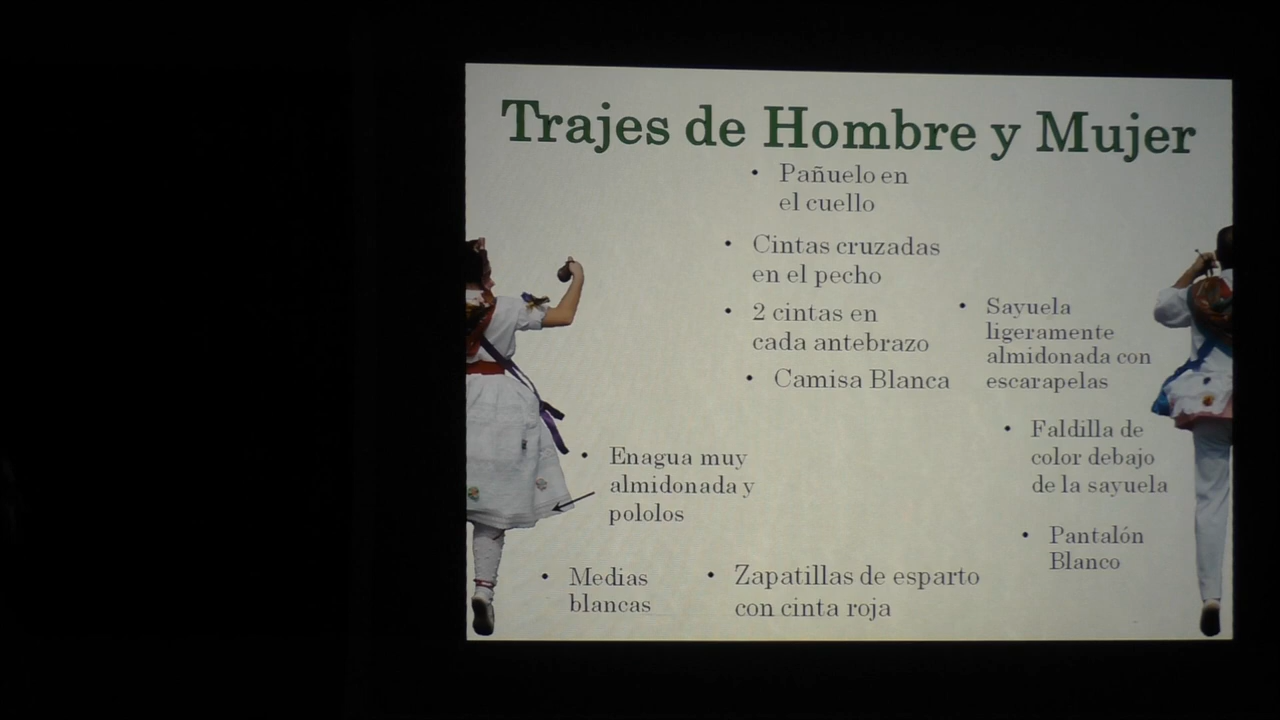 Trajes de Hombre y Mujer
• Pañuelo en
el cuello
• Cintas cruzadas
en el pecho
• 2 cintas en
cada antebrazo
• Camisa Blanca
• Sayuela
ligeramente
almidonada con
escarapelas
• Faldilla de
color debajo
de la sayuela
• Enagua muy
almidonada y
pololos
• Pantalón
Blanco
• Medias
blancas
• Zapatillas de esparto
con cinta roja